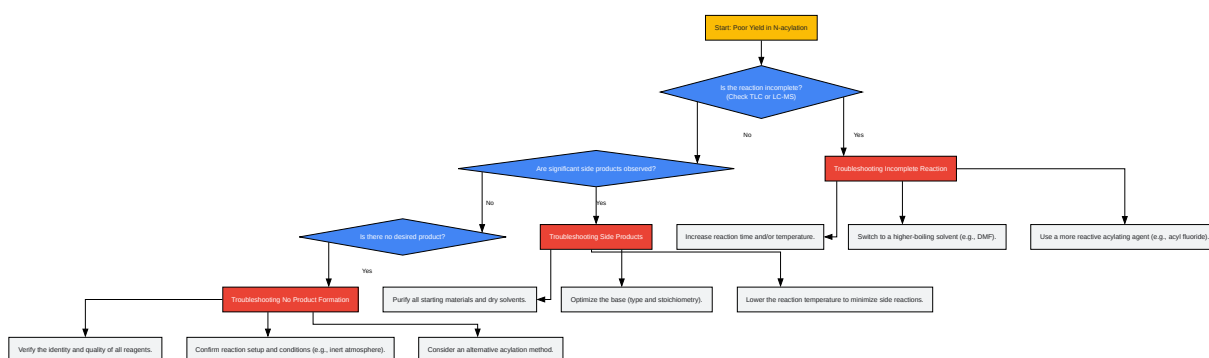 Start: Poor Yield in N-acylation
Is the reaction incomplete?
(Check TLC or LC-MS)
No
Yes
Are significant side products observed?
Troubleshooting Incomplete Reaction
No
Yes
Is there no desired product?
Troubleshooting Side Products
Increase reaction time and/or temperature.
Switch to a higher-boiling solvent (e.g., DMF).
Use a more reactive acylating agent (e.g., acyl fluoride).
Yes
Troubleshooting No Product Formation
Purify all starting materials and dry solvents.
Optimize the base (type and stoichiometry).
Lower the reaction temperature to minimize side reactions.
Verify the identity and quality of all reagents.
Confirm reaction setup and conditions (e.g., inert atmosphere).
Consider an alternative acylation method.